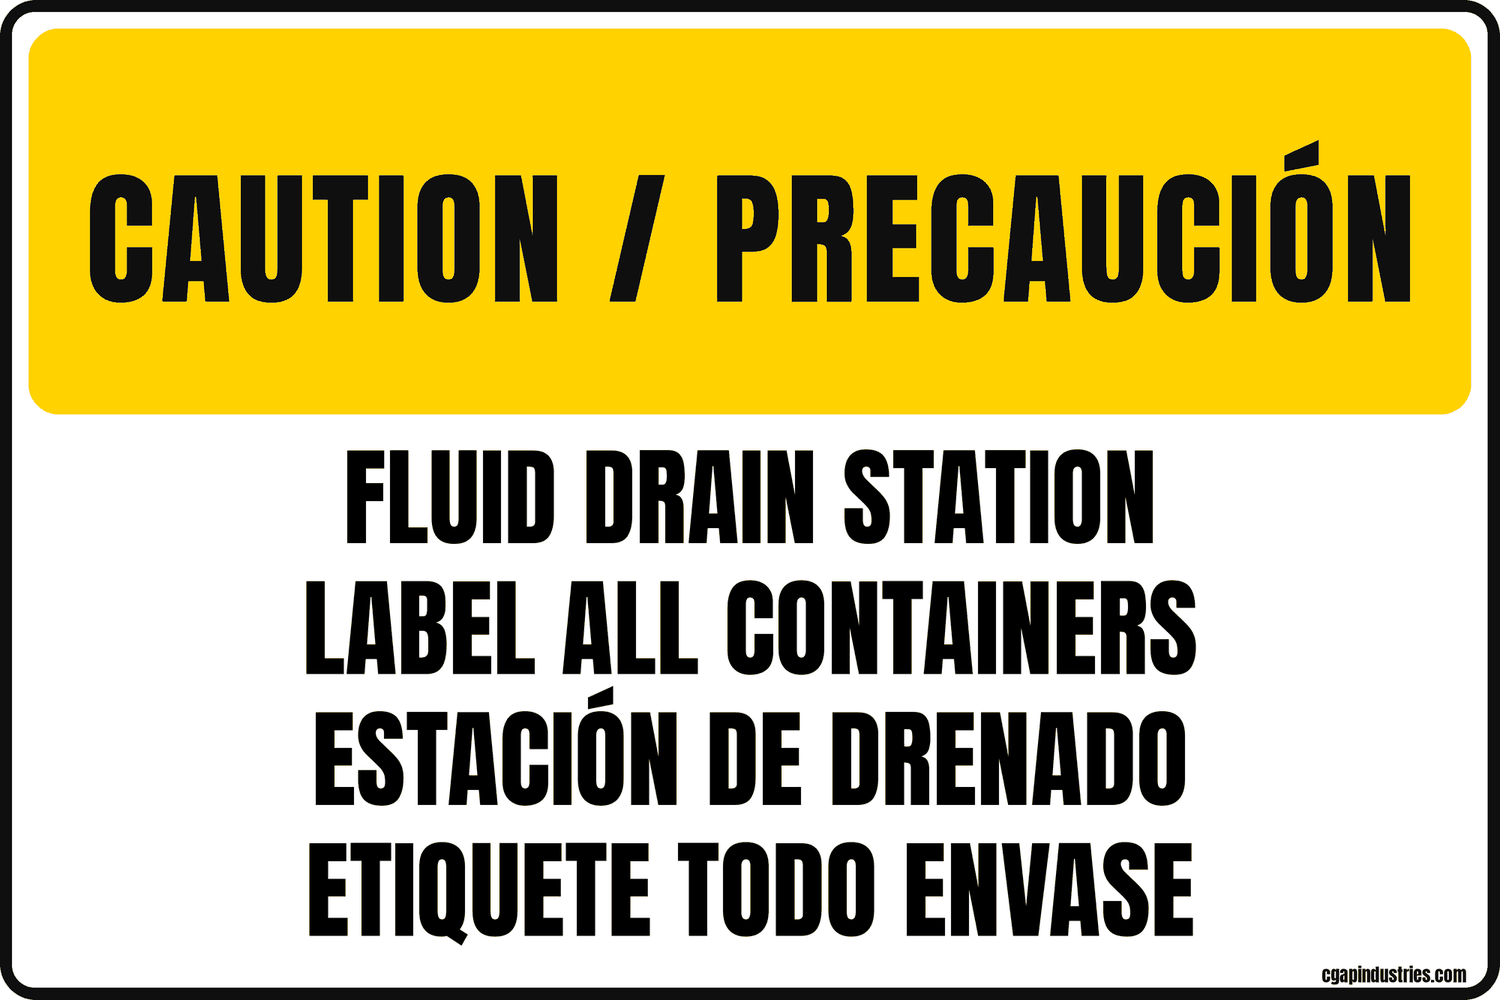 CAUTION / PRECAUCIÓN
FLUID DRAIN STATION
LABEL ALL CONTAINERS
ESTACIÓN DE DRENADO
ETIQUETE TODO ENVASE
cgapindustries.com